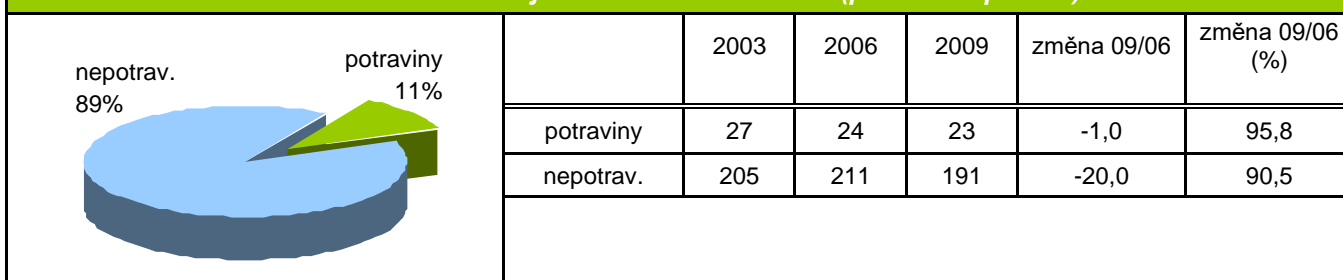 nepotrav.
89%
potraviny
11%
2003 2006 2009 změna 09/06 změna 09/06 (%)
potraviny 27 24 23 -1,0 95,8
nepotrav. 205 211 191 -20,0 90,5